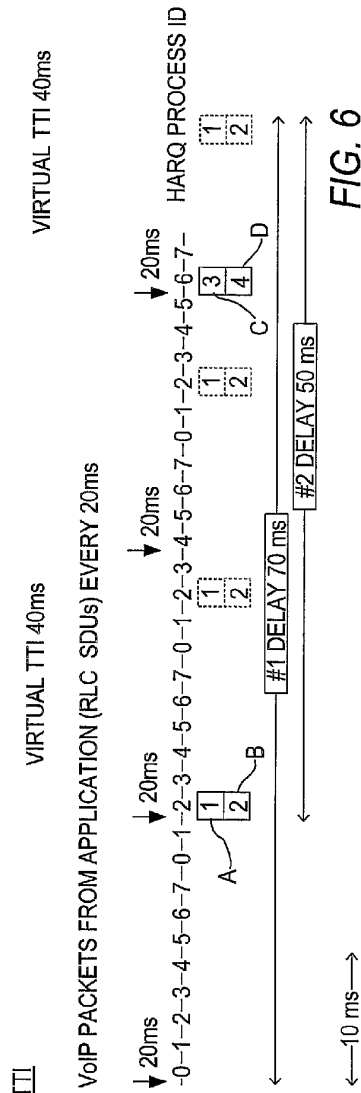 TTI
VIRTUAL TTI 40ms
VIRTUAL TTI 40ms
VoIP PACKETS FROM APPLICATION (RLC SDUs) EVERY 20ms
20ms
20ms
20ms
20ms
-0-1-2-3-4-5-6-7-0-1-2-3-4-5-6-7-0-1-2-3-4-5-6-7-0-1-2-3-4-5-6-7- HARQ PROCESS ID
1 1 1 3 1
2 2 2 4 2
A B C D
#1 DELAY 70 ms
#2 DELAY 50 ms
10 ms
FIG. 6